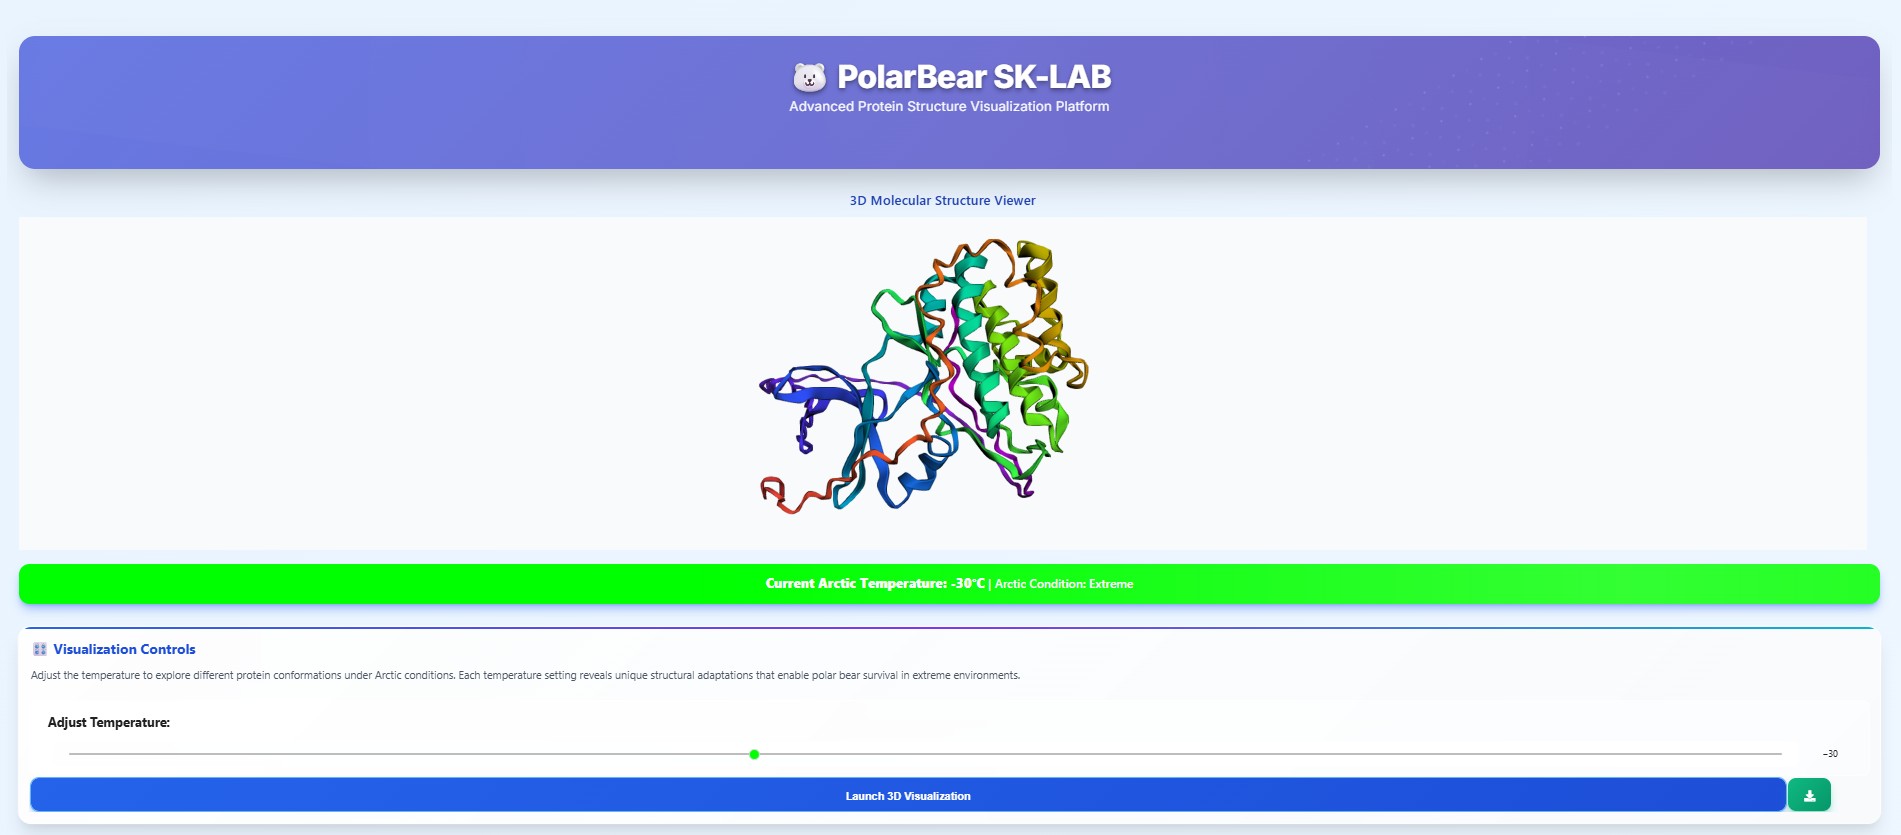 PolarBear SK-LAB
Advanced Protein Structure Visualization Platform
3D Molecular Structure Viewer
Current Arctic Temperature: -30°C | Arctic Condition: Extreme
Visualization Controls
Adjust the temperature to explore different protein conformations under Arctic conditions. Each temperature setting reveals unique structural adaptations that enable polar bear survival in extreme environments.
Adjust Temperature:
−30
Launch 3D Visualization